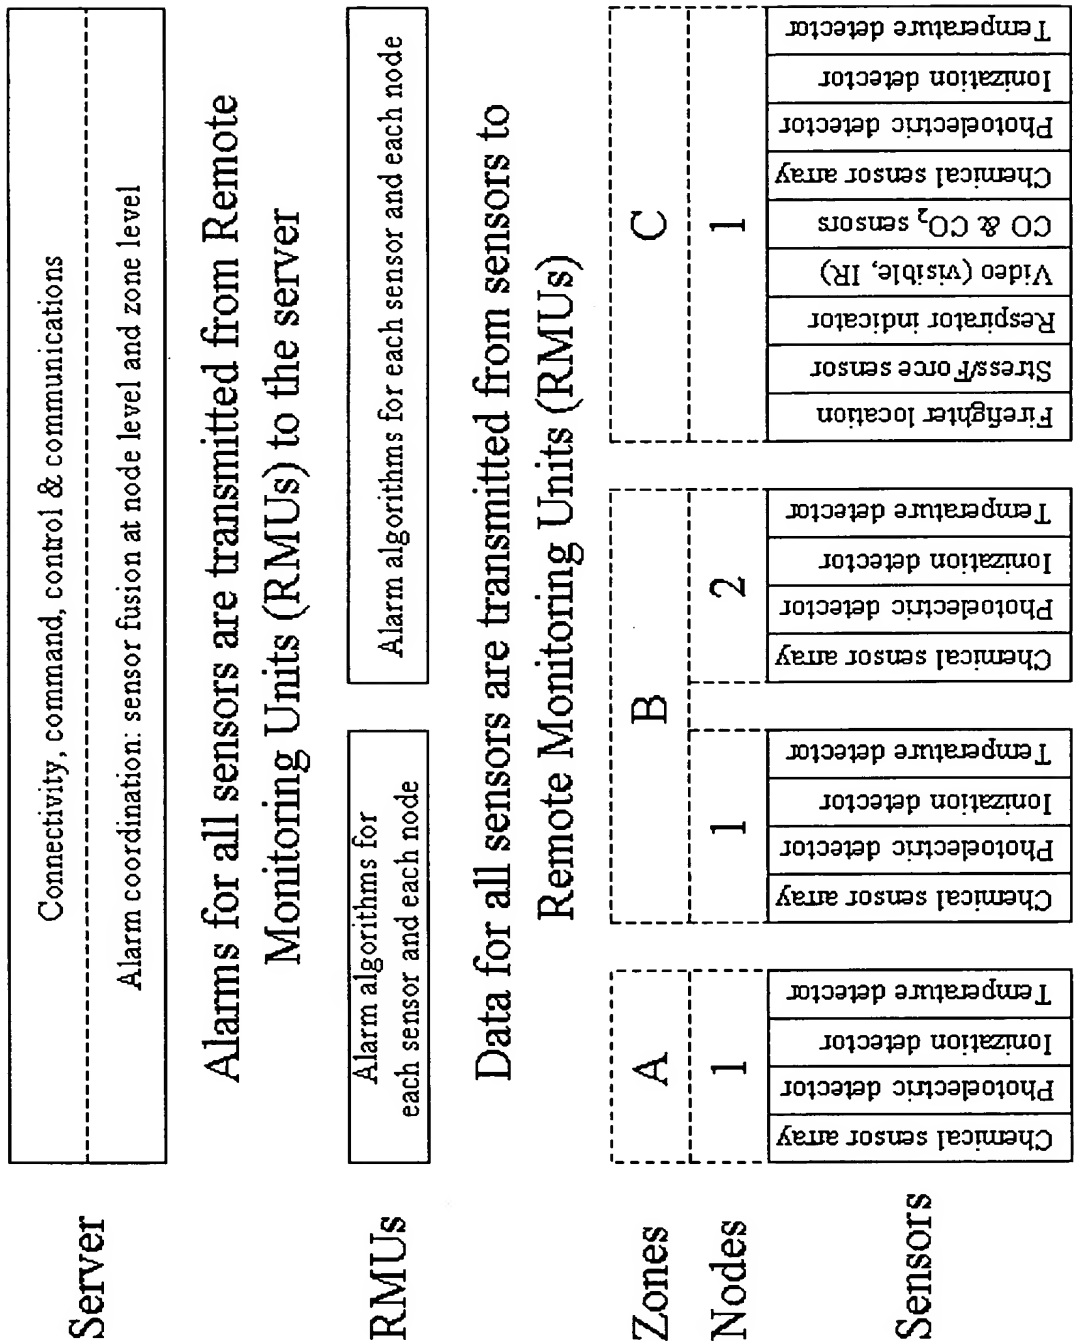 Server
Connectivity, command, control & communications
Alarm coordination: sensor fusion at node level and zone level
Alarms for all sensors are transmitted from Remote
Monitoring Units (RMUs) to the server
RMUs
Alarm algorithms for
each sensor and each node
Alarm algorithms for each sensor and each node
Data for all sensors are transmitted from sensors to
Remote Monitoring Units (RMUs)
Zones
A
B
C
Nodes
1
1
2
1
Sensors
Chemical sensor array
Photoelectric detector
Ionization detector
Temperature detector
Chemical sensor array
Photoelectric detector
Ionization detector
Temperature detector
Chemical sensor array
Photoelectric detector
Ionization detector
Temperature detector
Firefighter location
Stress/Force sensor
Respirator indicator
Video (visible, IR)
CO & CO₂ sensors
Chemical sensor array
Photoelectric detector
Ionization detector
Temperature detector